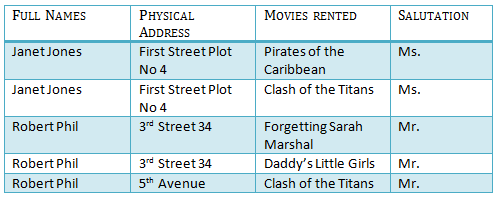 FULL NAMES PHYSICAL ADDRESS MOVIES RENTED SALUTATION
Janet Jones First Street Plot No 4 Pirates of the Caribbean Ms.
Janet Jones First Street Plot No 4 Clash of the Titans Ms.
Robert Phil 3rd Street 34 Forgetting Sarah Marshal Mr.
Robert Phil 3rd Street 34 Daddy's Little Girls Mr.
Robert Phil 5th Avenue Clash of the Titans Mr.